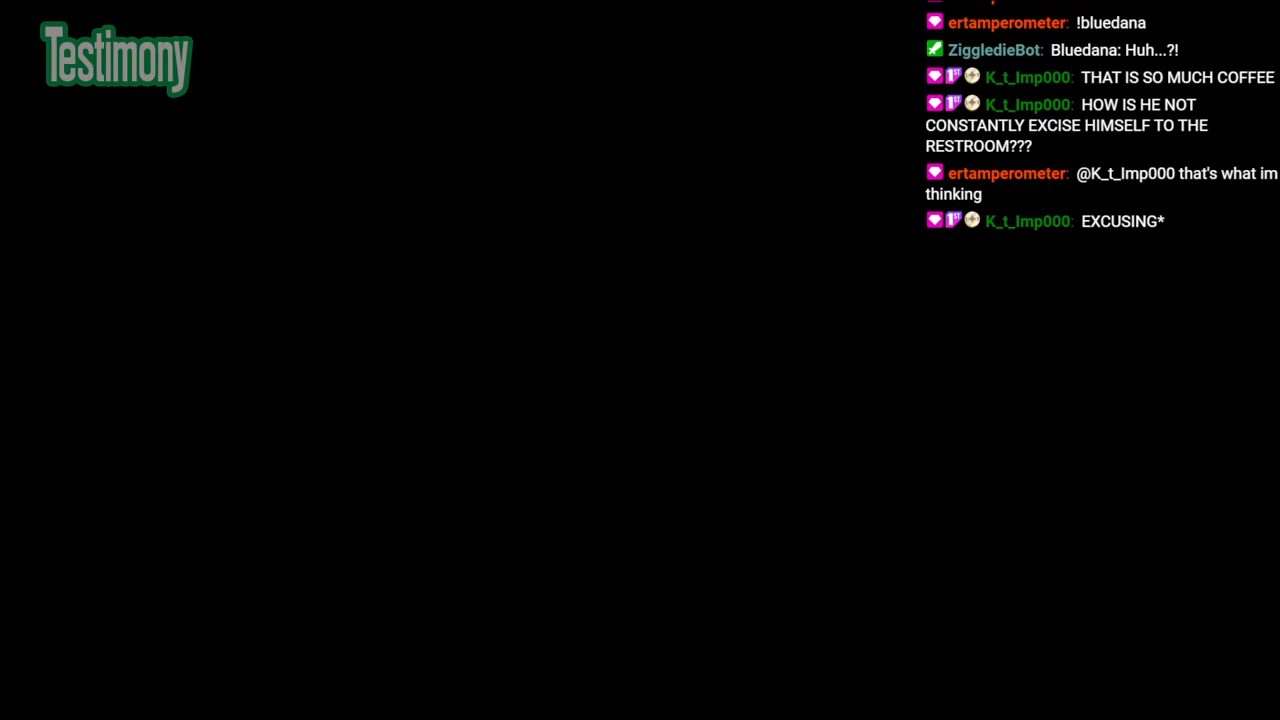 Testimony
ertamperometer: !bluedana
ZiggledieBot: Bluedana: Huh...?!
K_t_Imp000: THAT IS SO MUCH COFFEE
K_t_Imp000: HOW IS HE NOT
CONSTANTLY EXCISE HIMSELF TO THE
RESTROOM???
ertamperometer: @K_t_Imp000 that's what im
thinking
K_t_Imp000: EXCUSING*